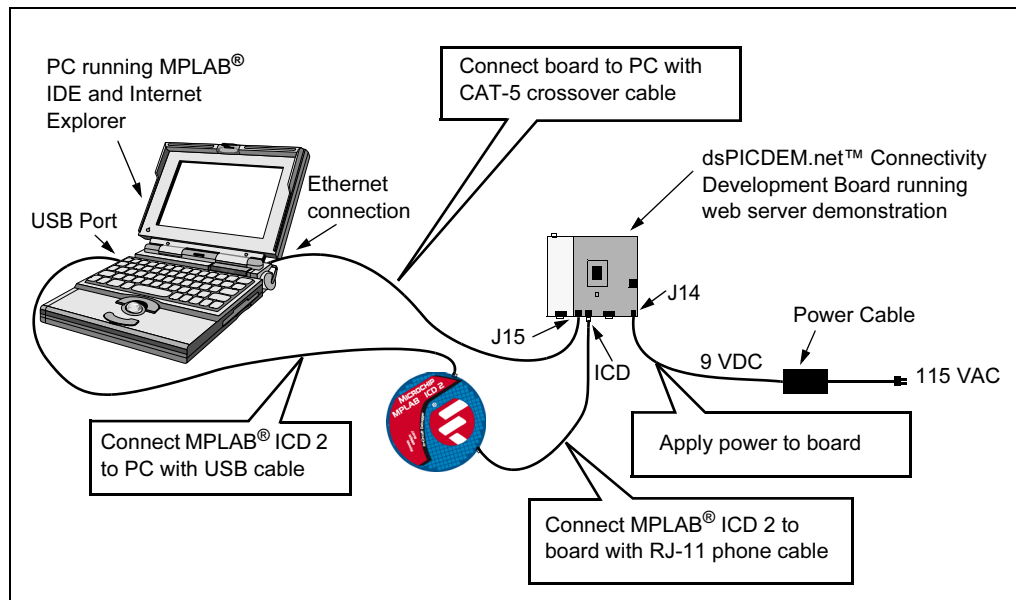 PC running MPLAB®
IDE and Internet
Explorer
Connect board to PC with
CAT-5 crossover cable
dsPICDEM.net™ Connectivity
Development Board running
web server demonstration
Ethernet
connection
USB Port
J14
J15
ICD
Power Cable
9 VDC
115 VAC
MICROCHIP
MPLAB ICD 2
Connect MPLAB® ICD 2
to PC with USB cable
Apply power to board
Connect MPLAB® ICD 2 to
board with RJ-11 phone cable